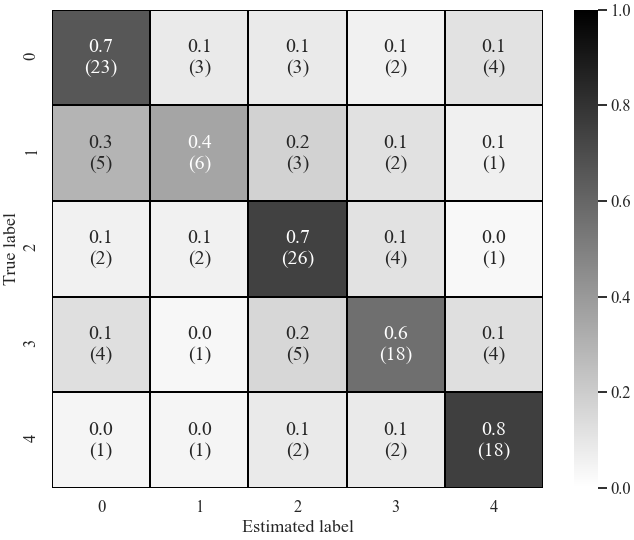 0.7 0.1 0.1 0.1 0.1
(23) (3) (3) (2) (4)
0
0.3 0.4 0.2 0.1 0.1
(5) (6) (3) (2) (1)
1
0.1 0.1 0.7 0.1 0.0
(2) (2) (26) (4) (1)
2
0.1 0.0 0.2 0.6 0.1
(4) (1) (5) (18) (4)
3
0.0 0.0 0.1 0.1 0.8
(1) (1) (2) (2) (18)
4
True label
0 1 2 3 4
Estimated label
1.0
0.8
0.6
0.4
0.2
0.0